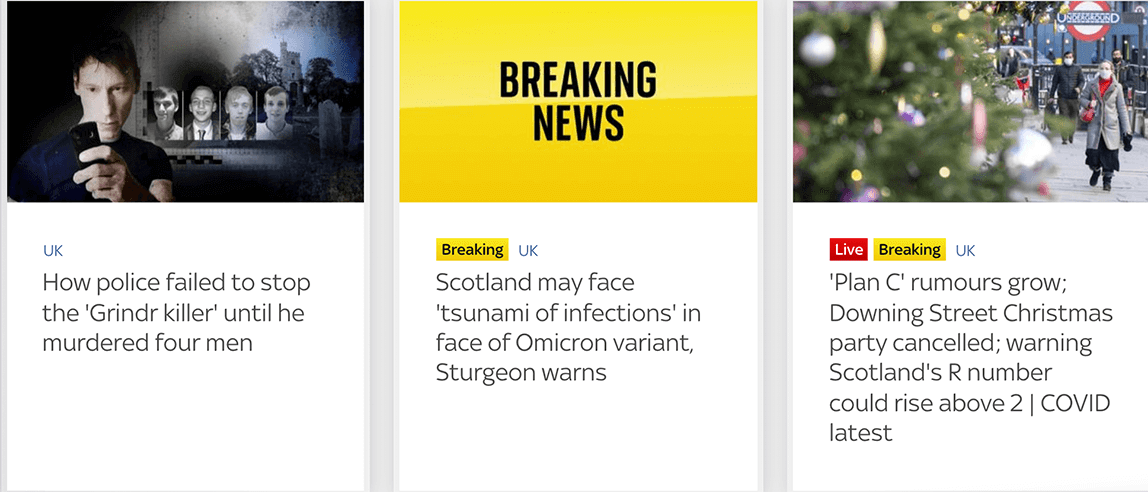 UNDERGROUND
BREAKING
NEWS
UK
How police failed to stop
the 'Grindr killer' until he
murdered four men
Breaking UK
Scotland may face
'tsunami of infections' in
face of Omicron variant,
Sturgeon warns
Live Breaking UK
'Plan C' rumours grow;
Downing Street Christmas
party cancelled; warning
Scotland's R number
could rise above 2 | COVID
latest